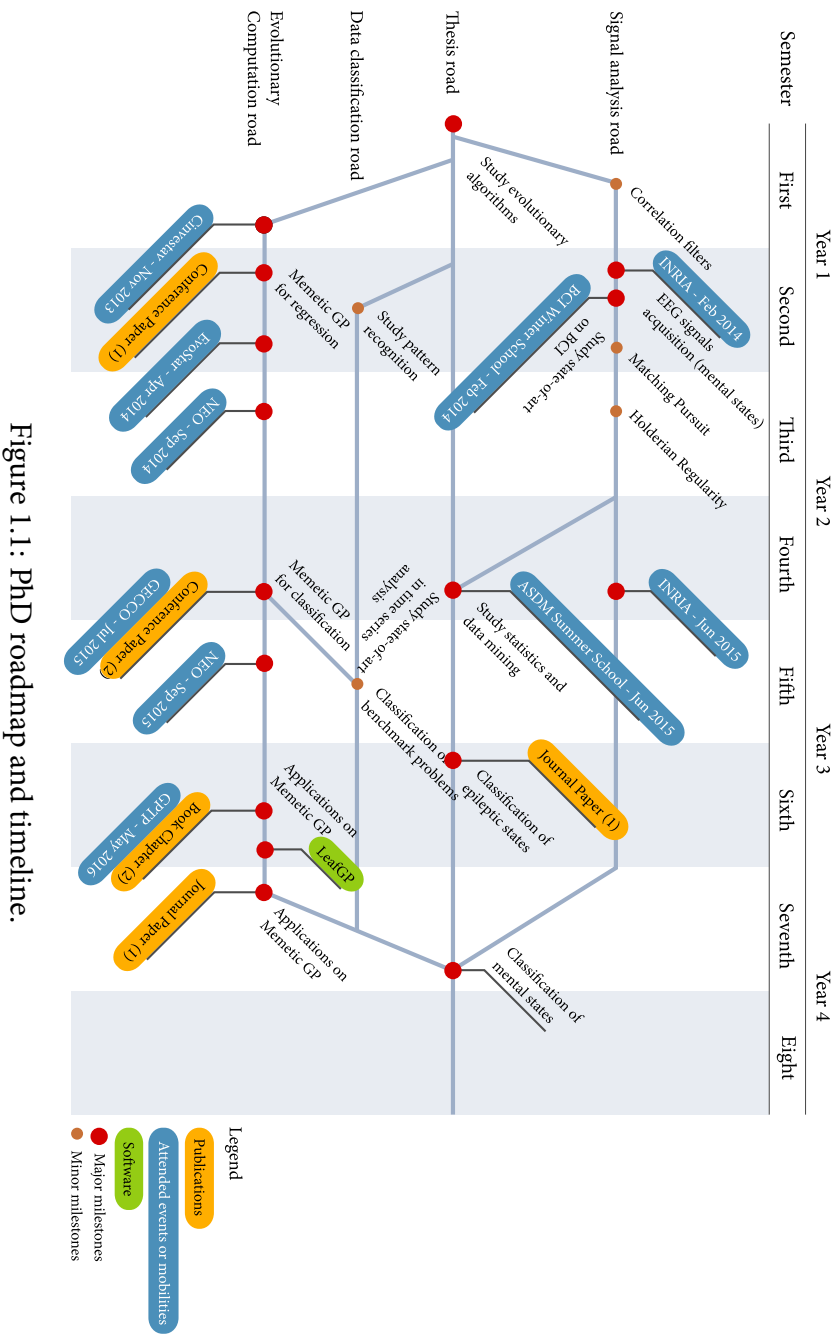 Year 1
Year 2
Year 3
Year 4
Semester
First
Second
Third
Fourth
Fifth
Sixth
Seventh
Eight
INRIA - Feb 2014
INRIA - Jun 2015
Correlation filters
EEG signals
acquisition (mental states)
Matching Pursuit
Holderian Regularity
Signal analysis road
Study state-of-art
on BCI
BCI Winter School - Feb 2014
ASDM Summer School - Jun 2015
Journal Paper (1)
Classification of
mental states
Thesis road
Study evolutionary
algorithms
Study statistics and
data mining
Classification of
epileptic states
Study state-of-art
in time series
analysis
Data classification road
Study pattern
recognition
Classification of
benchmark problems
LeafGP
Memetic GP
for regression
Memetic GP
for classification
Applications on
Memetic GP
Evolutionary
Computation road
Applications on
Memetic GP
Cinvestav - Nov 2013
Conference Paper (1)
EvoStar - Apr 2014
NEO - Sep 2014
Conference Paper (2)
GECCO - Jul 2015
NEO - Sep 2015
Book Chapter (2)
GPTP - May 2016
Journal Paper (1)
Legend
Publications
Attended events or mobilities
Software
Major milestones
Minor milestones
Figure 1.1: PhD roadmap and timeline.